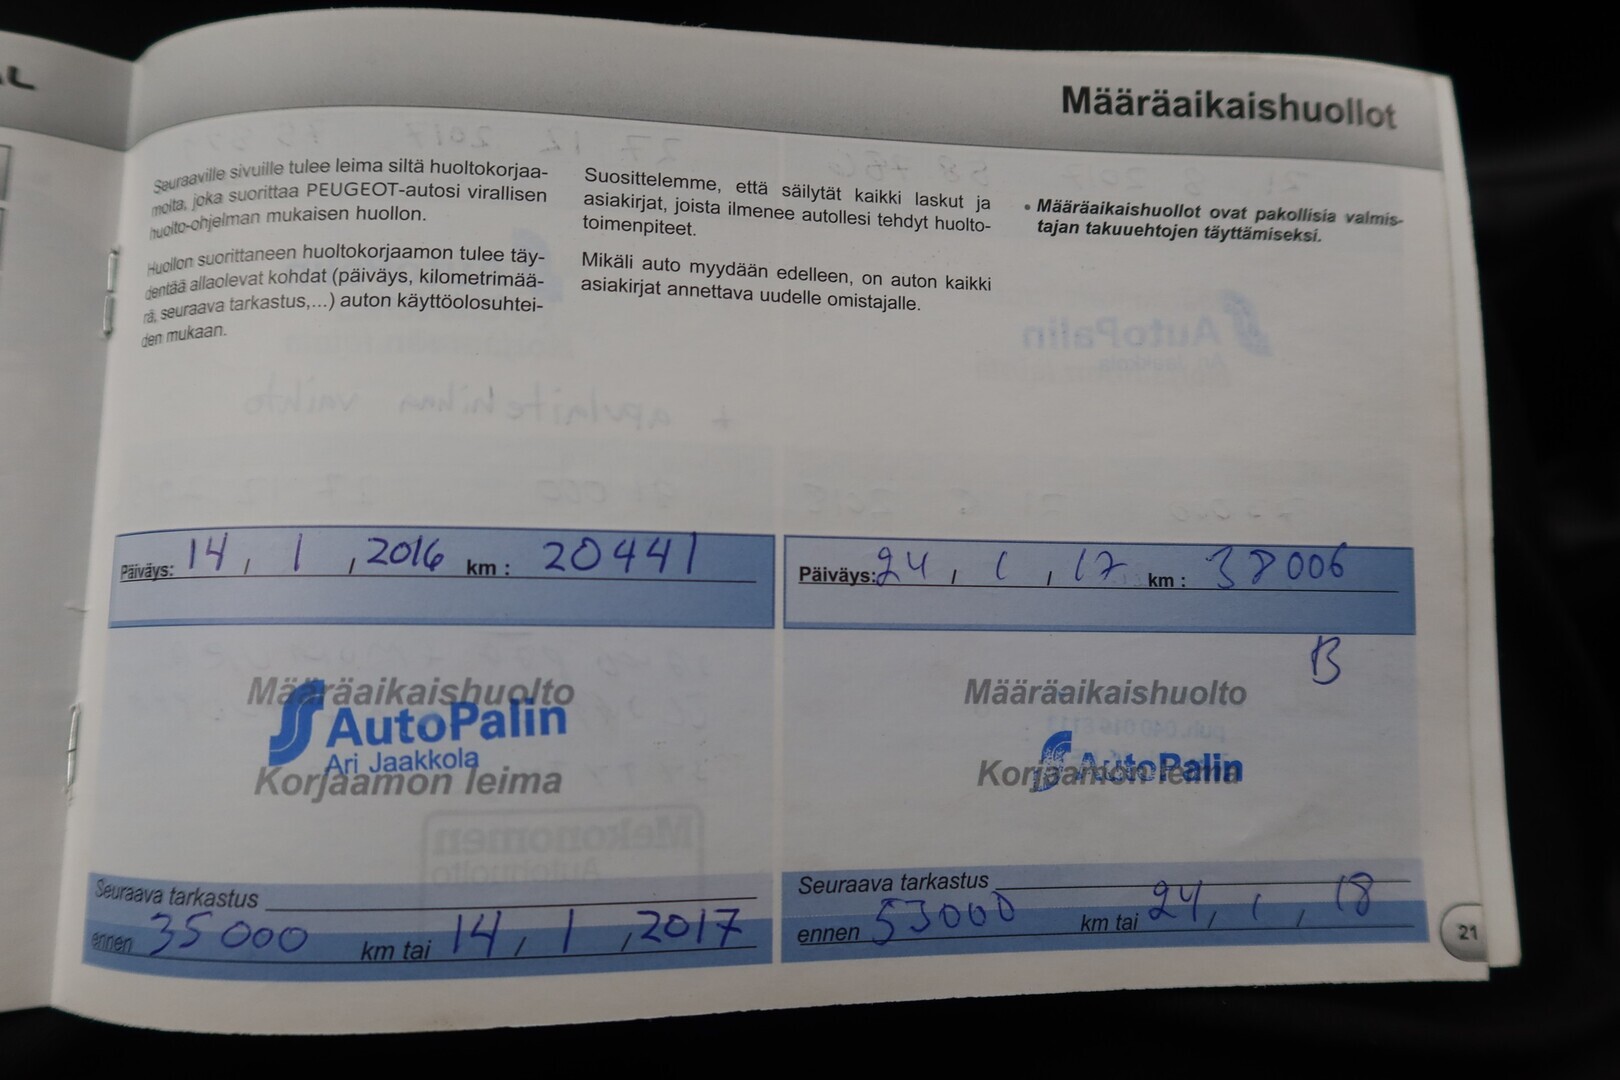 Määräaikaishuollot
Seuraaville sivuille tulee leima siltä huoltokorjaa-
molta, joka suorittaa PEUGEOT-autosi virallisen
huolto-ohjelman mukaisen huollon.
Huollon suorittaneen huoltokorjaamon tulee täy-
dentää allaolevat kohdat (päiväys, kilometrimää-
rä, seuraava tarkastus,...) auton käyttöolosuhtei-
den mukaan.
Suosittelemme, että säilytät kaikki laskut ja
asiakirjat, joista ilmenee autollesi tehdyt huolto-
toimenpiteet.
Mikäli auto myydään edelleen, on auton kaikki
asiakirjat annettava uudelle omistajalle.
• Määräaikaishuollot ovat pakollisia valmis-
tajan takuuehtojen täyttämiseksi.
Päiväys: 14, 1, 2016 km: 20441
Määräaikaishuolto
AutoPalin
Ari Jaakkola
Korjaamon leima
Seuraava tarkastus
ennen 35 000 km tai 14, 1, 2017
Päiväys: 24, 1, 17 km: 38006
B
Määräaikaishuolto
AutoPalin
Korjaamon leima
Seuraava tarkastus
ennen 53000 km tai 24, 1, 18
21